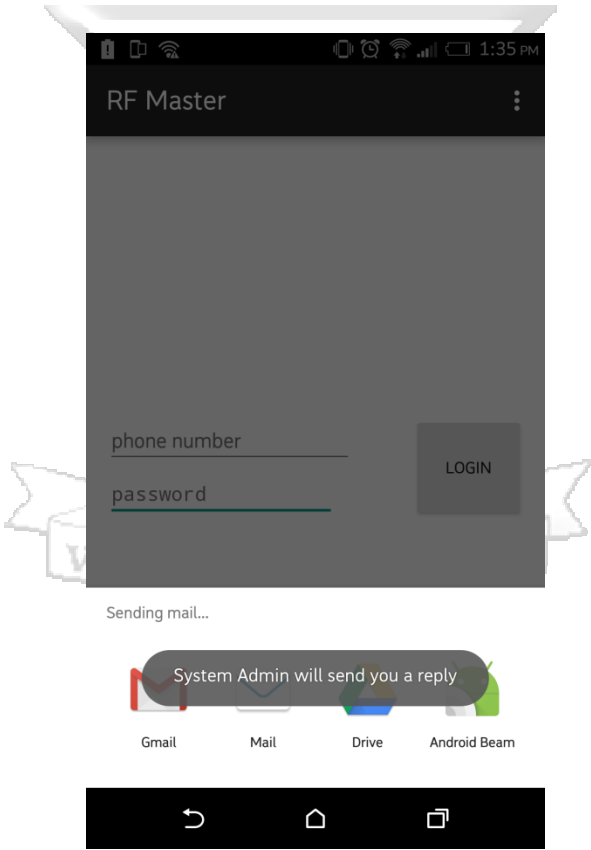 1:35 PM
RF Master
phone number
password
LOGIN
Sending mail...
System Admin will send you a reply
Gmail
Mail
Drive
Android Beam